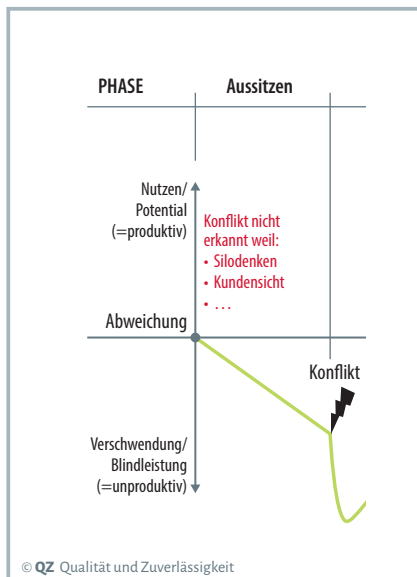 PHASE Aussitzen
Nutzen/
Potential
(=produktiv)
Konflikt nicht
erkannt weil:
• Silodenken
• Kundensicht
• …
Abweichung
Konflikt
Verschwendung/
Blindleistung
(=unproduktiv)
© QZ Qualität und Zuverlässigkeit